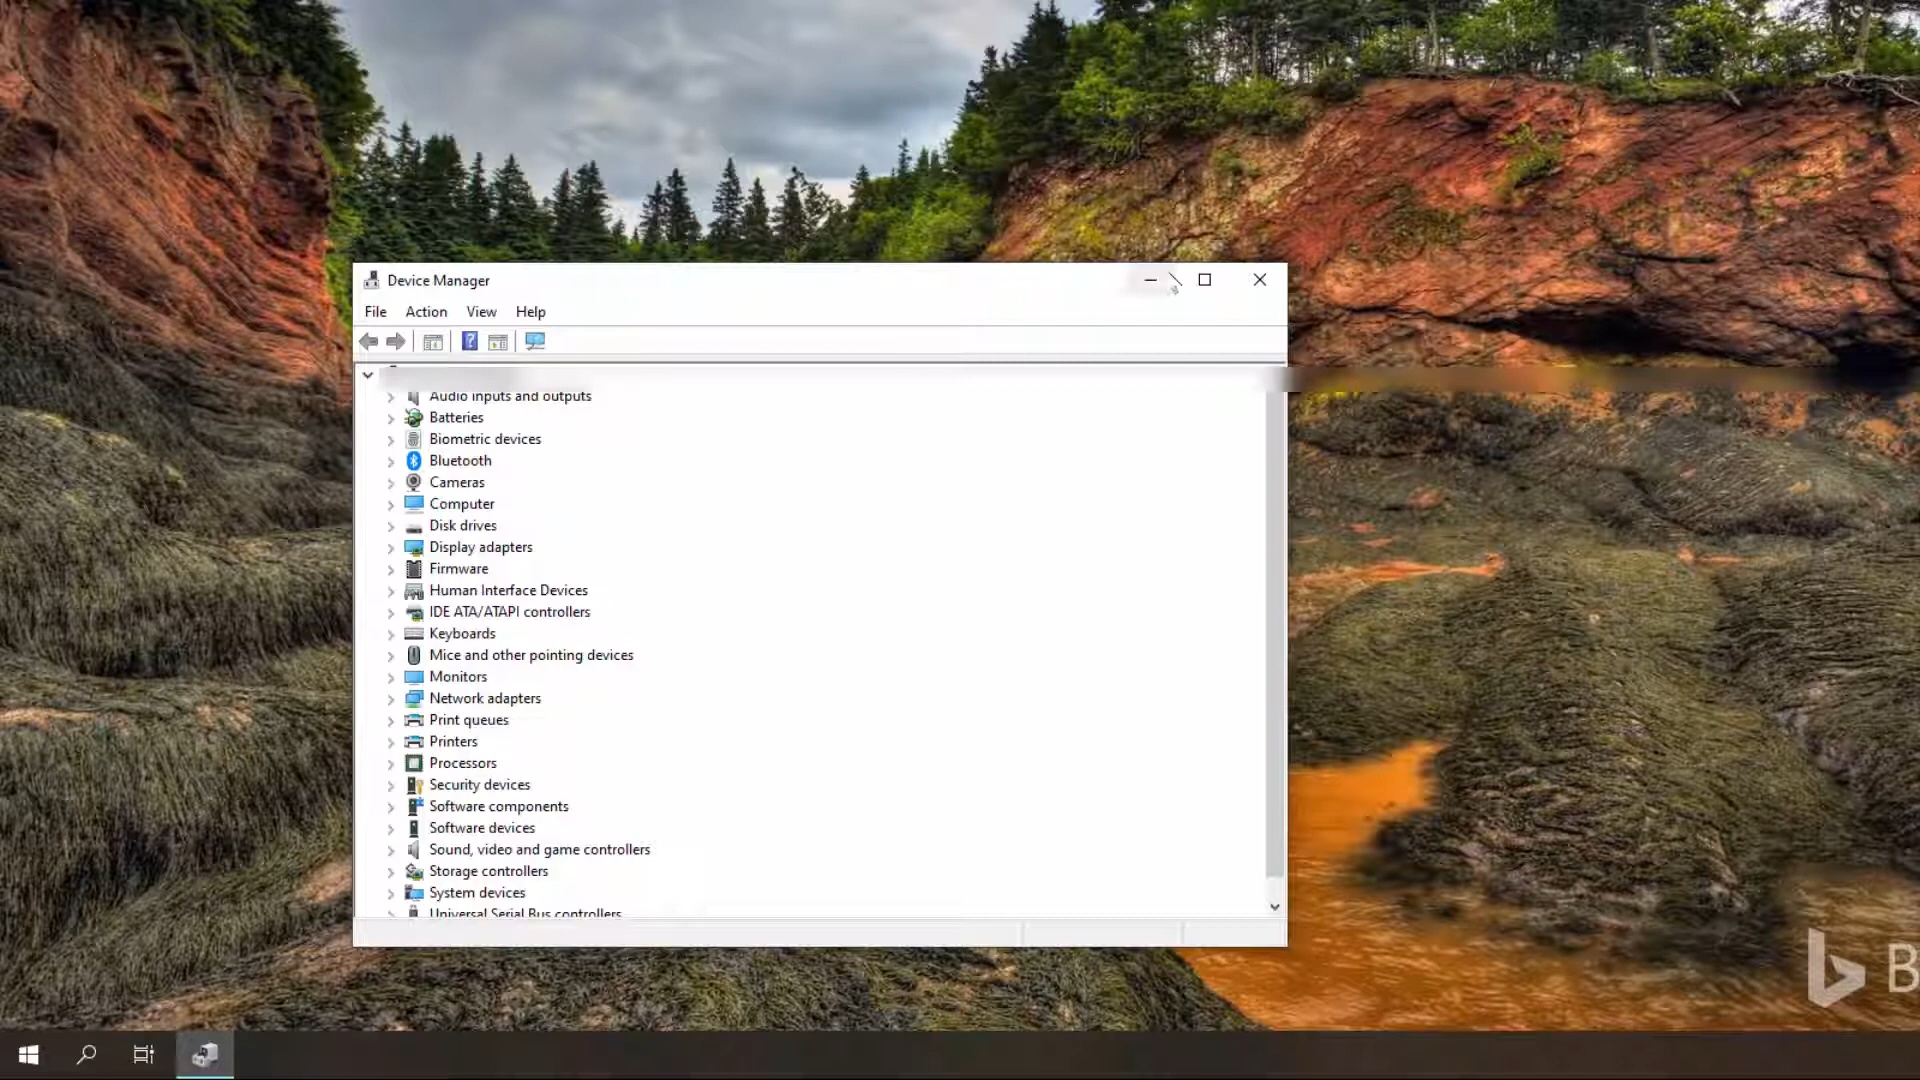 Device Manager
File Action View Help
Audio inputs and outputs
Batteries
Biometric devices
Bluetooth
Cameras
Computer
Disk drives
Display adapters
Firmware
Human Interface Devices
IDE ATA/ATAPI controllers
Keyboards
Mice and other pointing devices
Monitors
Network adapters
Print queues
Printers
Processors
Security devices
Software components
Software devices
Sound, video and game controllers
Storage controllers
System devices
Universal Serial Bus controllers
B